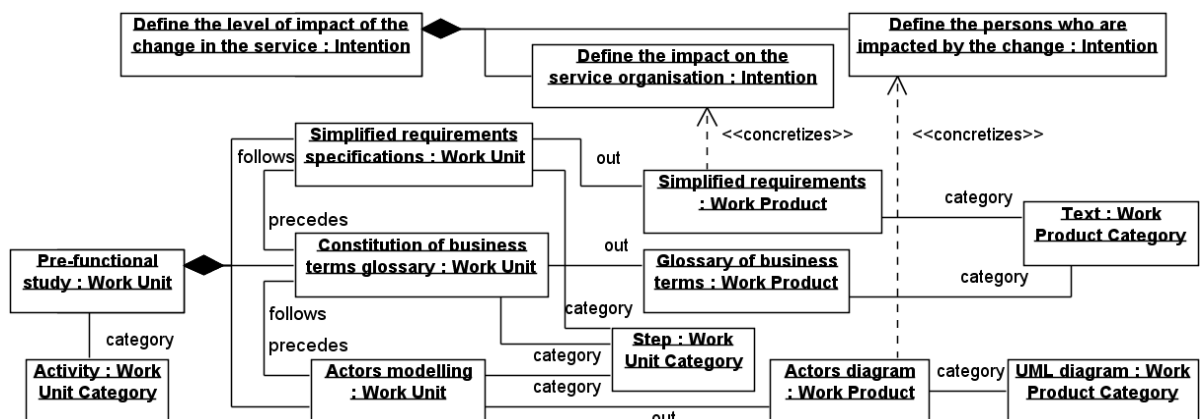 Define the level of impact of the
change in the service : Intention
Define the persons who are
impacted by the change : Intention
Define the impact on the
service organisation : Intention
<<concretizes>>
<<concretizes>>
Simplified requirements
specifications : Work Unit
follows
out
Simplified requirements
: Work Product
category
Text : Work
Product Category
precedes
Constitution of business
terms glossary : Work Unit
out
Glossary of business
terms : Work Product
category
Pre-functional
study : Work Unit
follows
category
Step : Work
Unit Category
category
precedes
category
category
Activity : Work
Unit Category
Actors modelling
: Work Unit
out
Actors diagram
: Work Product
category
UML diagram : Work
Product Category